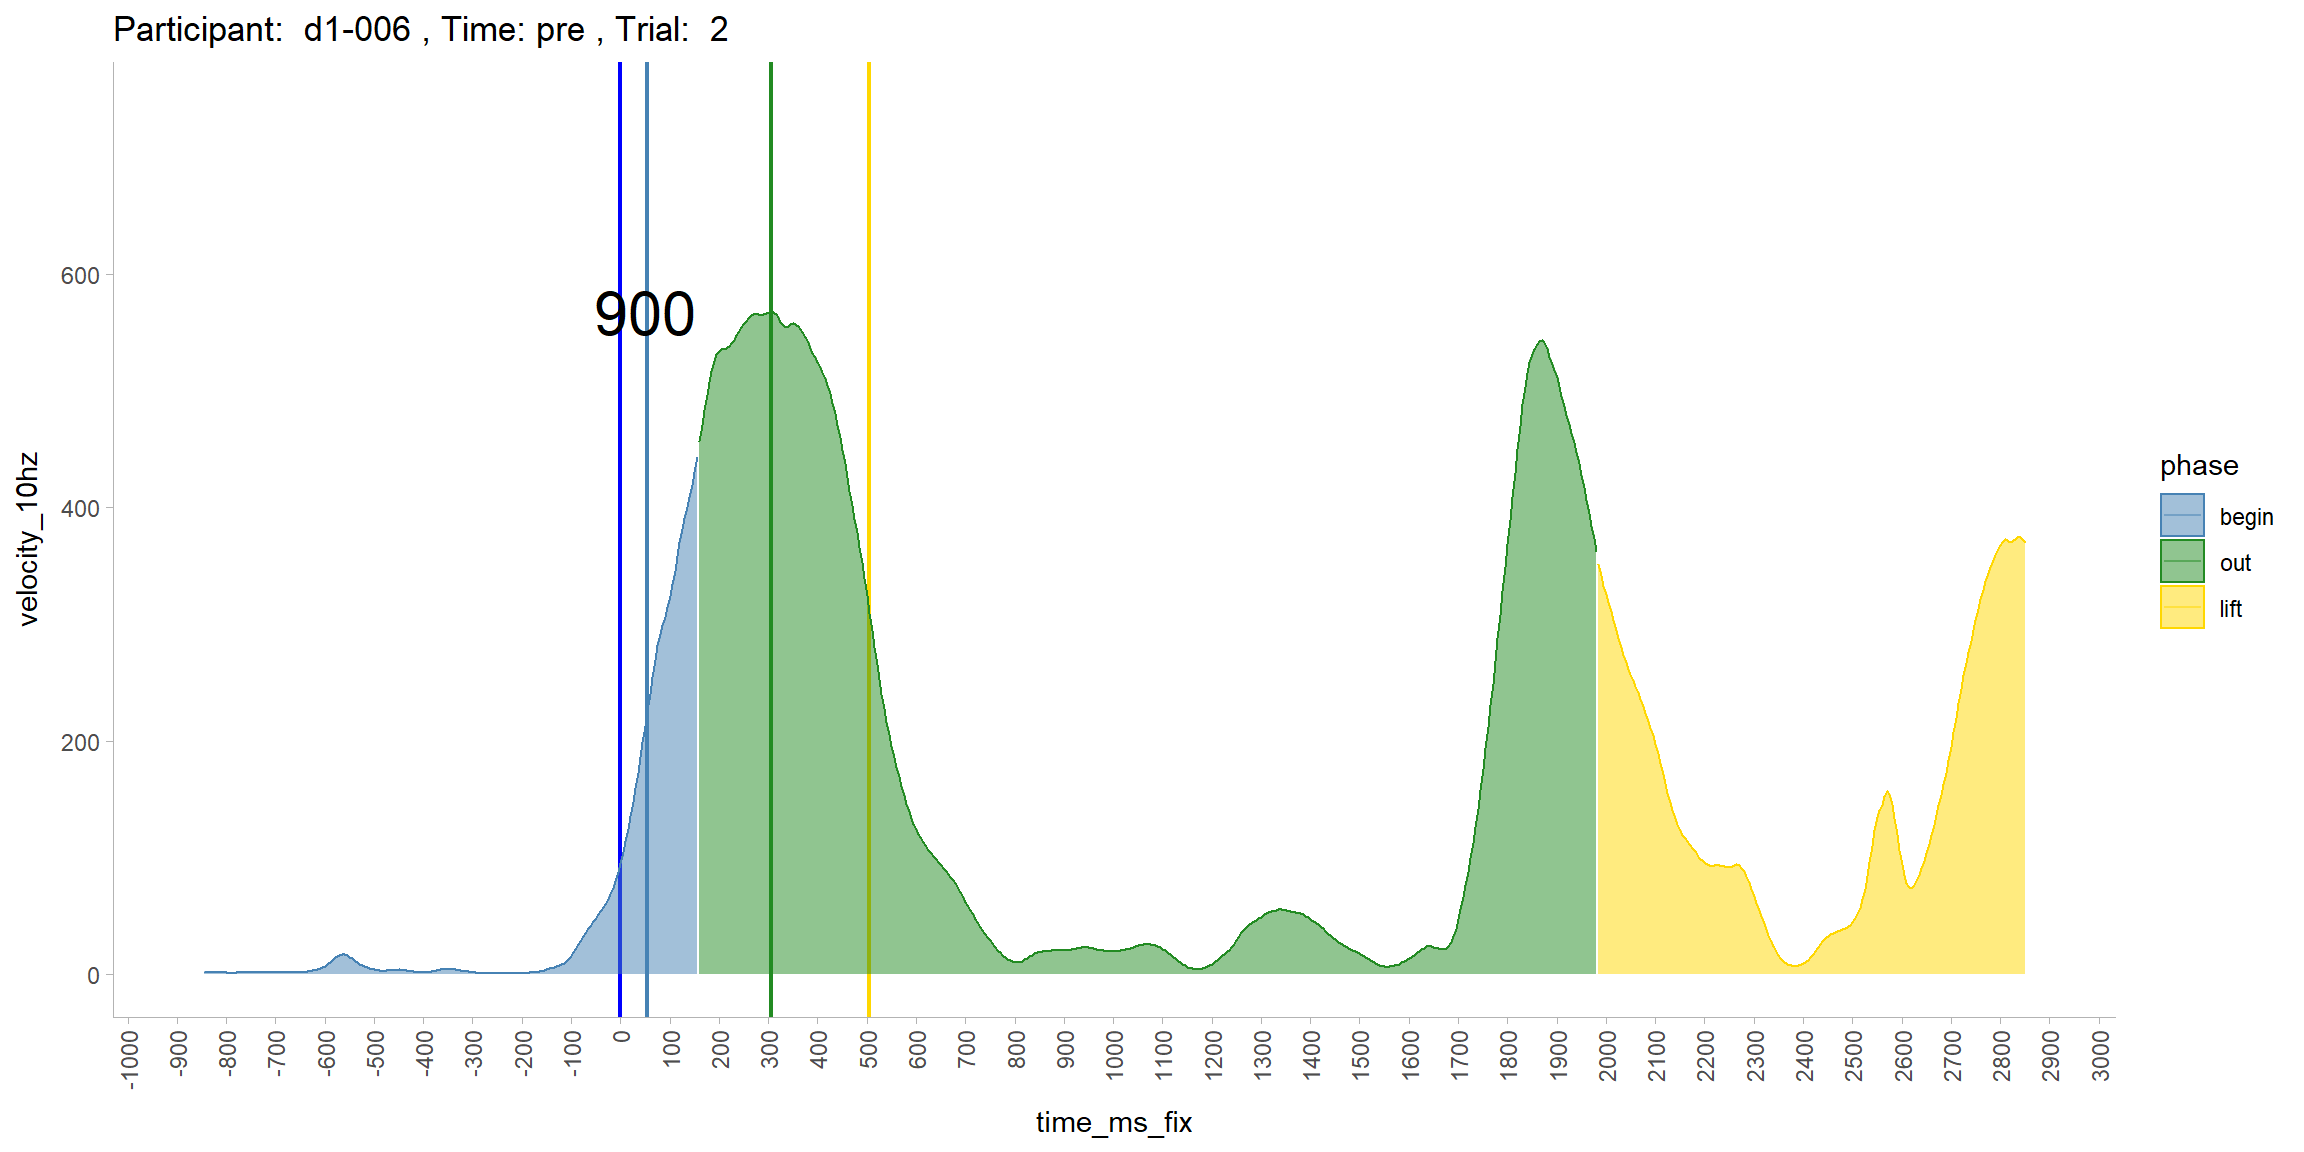 Participant:  d1-006 , Time: pre , Trial:  2
900
600
400
200
0
velocity_10hz
-1000 -900 -800 -700 -600 -500 -400 -300 -200 -100 0 100 200 300 400 500 600 700 800 900 1000 1100 1200 1300 1400 1500 1600 1700 1800 1900 2000 2100 2200 2300 2400 2500 2600 2700 2800 2900 3000
time_ms_fix
phase
begin
out
lift